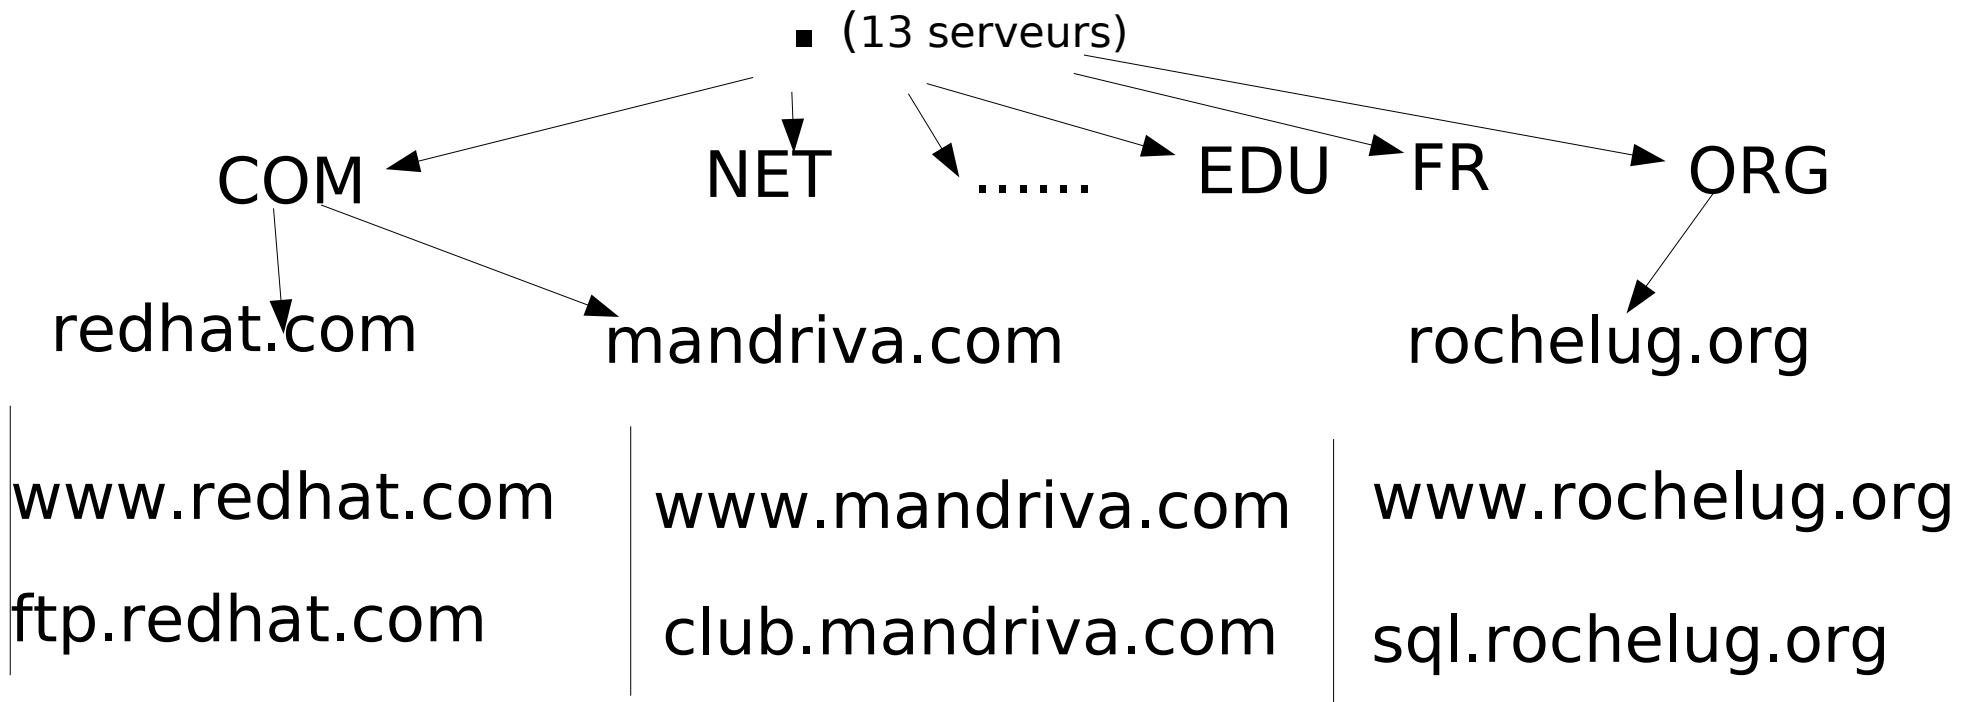 . (13 serveurs)
COM NET ...... EDU FR ORG
redhat.com mandriva.com rochelug.org
www.redhat.com www.mandriva.com www.rochelug.org
ftp.redhat.com club.mandriva.com sql.rochelug.org